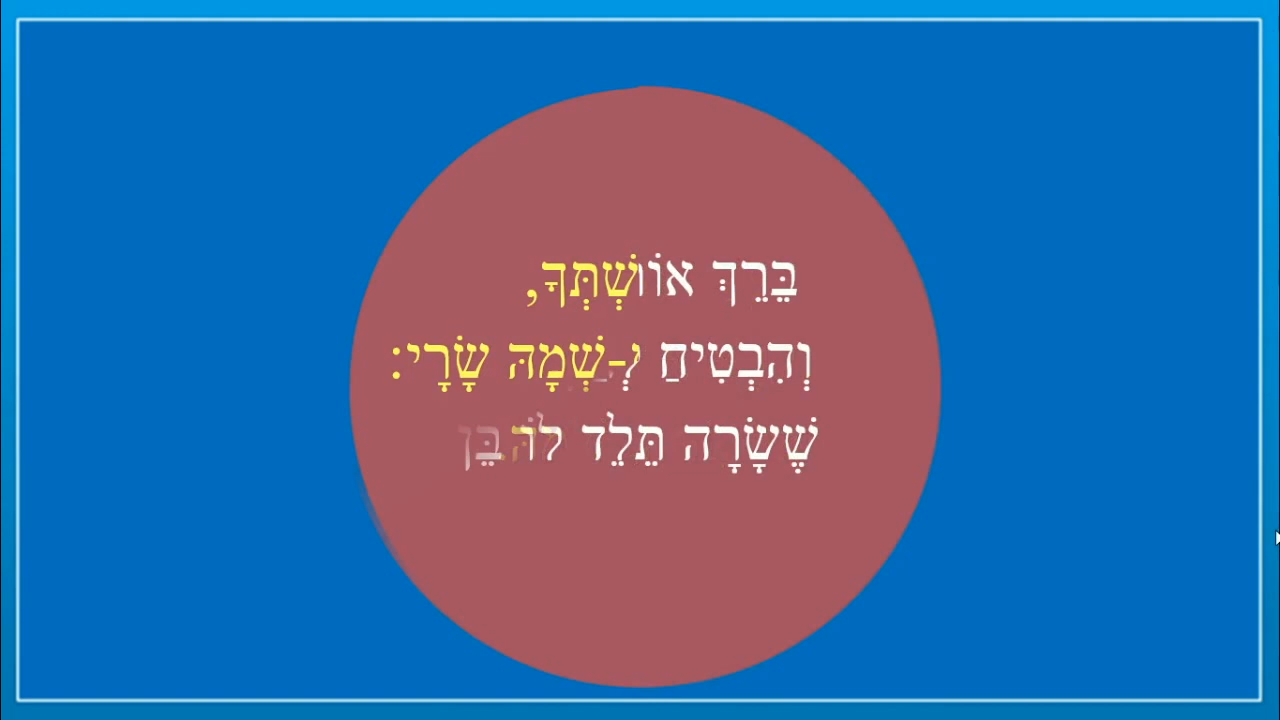 בֵּרֵךְ אוֹ שְׁתְּךָ,
וְהִבְטִיחַ שְׁמָהּ שָׂרָי:
שֶׁשָּׂרָה תֵּלֵד בֵּן